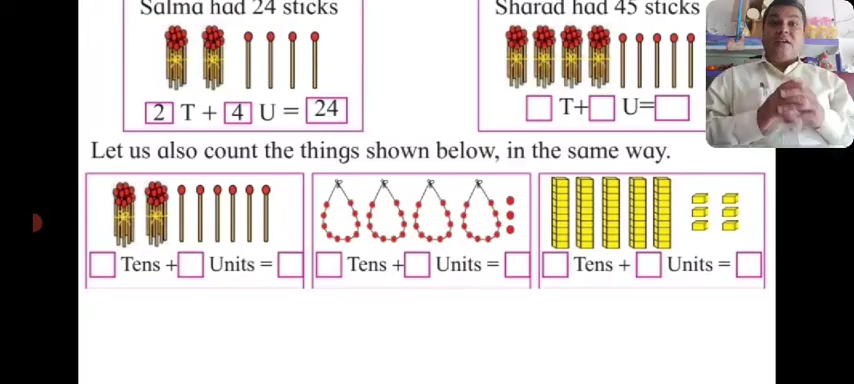 Salma had 24 sticks
Sharad had 45 sticks
2 T + 4 U = 24
T+ U=
Let us also count the things shown below, in the same way.
Tens + Units =
Tens + Units =
Tens + Units =